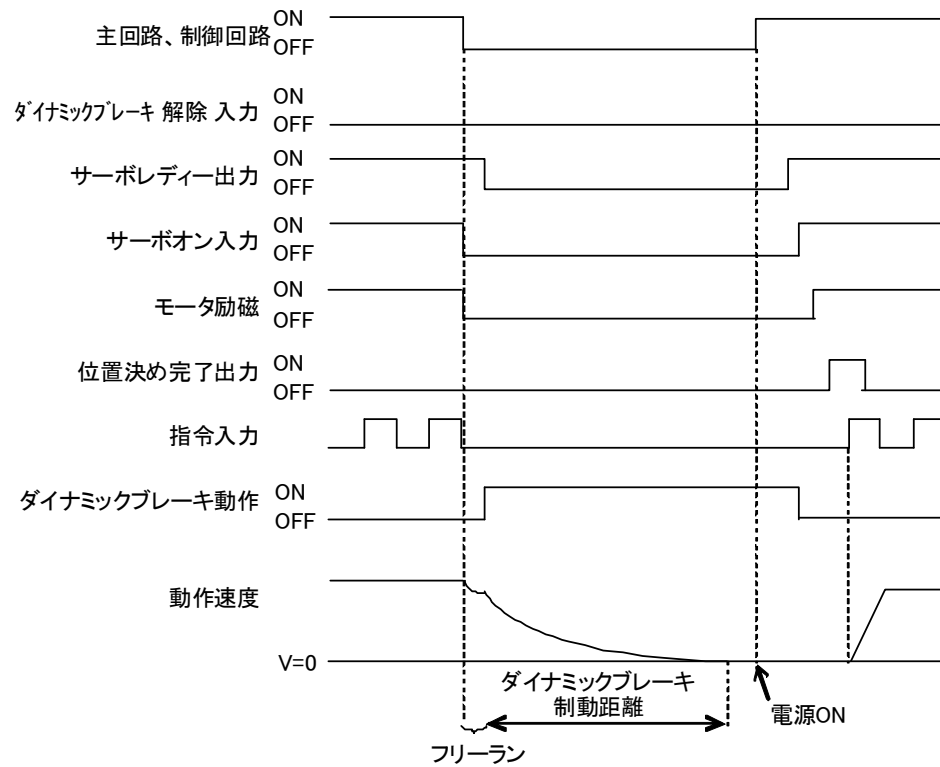 主回路、制御回路
ON
OFF
ダイナミックブレーキ 解除 入力
ON
OFF
サーボレディー出力
ON
OFF
サーボオン入力
ON
OFF
モータ励磁
ON
OFF
位置決め完了出力
ON
OFF
指令入力
ダイナミックブレーキ動作
ON
OFF
動作速度
V=0
ダイナミックブレーキ
制動距離
電源ON
フリーラン